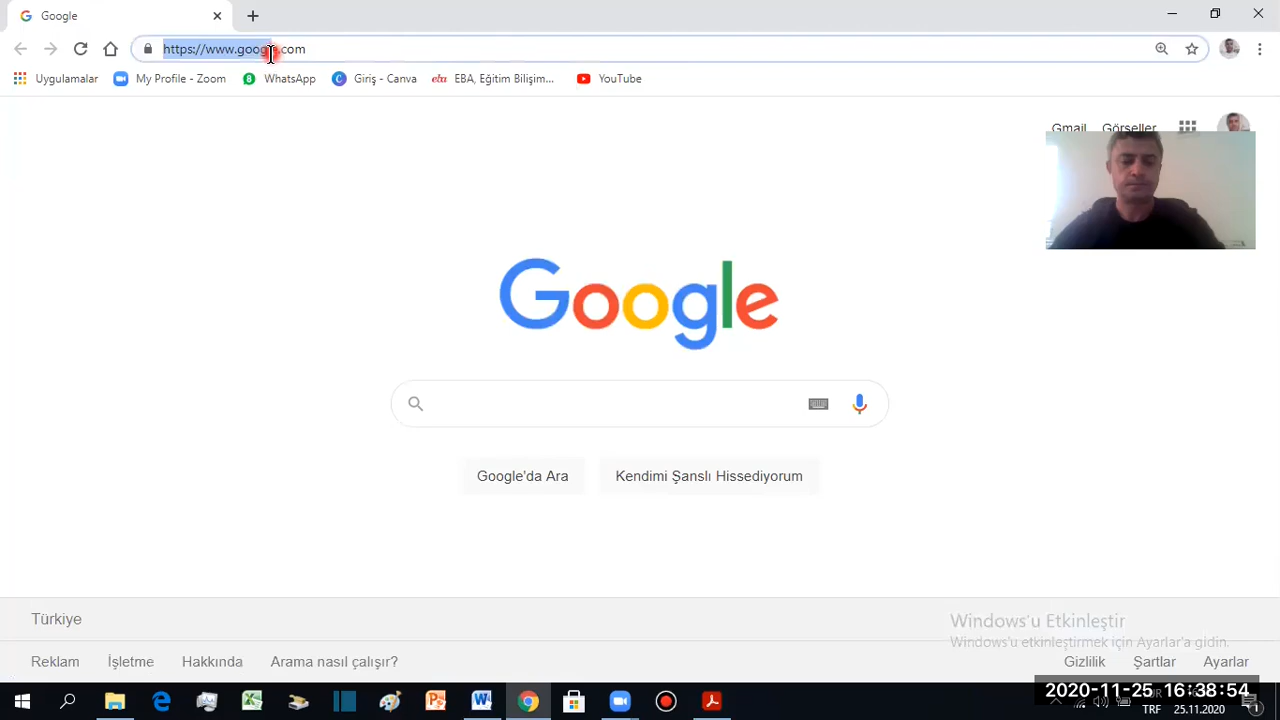 Google
https://www.google.com
Uygulamalar My Profile - Zoom WhatsApp Giriş - Canva eta EBA, Eğitim Bilişim... YouTube
Gmail Görseller
Google
Google'da Ara Kendimi Şanslı Hissediyorum
Türkiye
Windows'u Etkinleştir
Windows'u etkinleştirmek için Ayarlar'a gidin.
Reklam İşletme Hakkında Arama nasıl çalışır? Gizlilik Şartlar Ayarlar
2020-11-25 16:38:54
TRF 25.11.2020